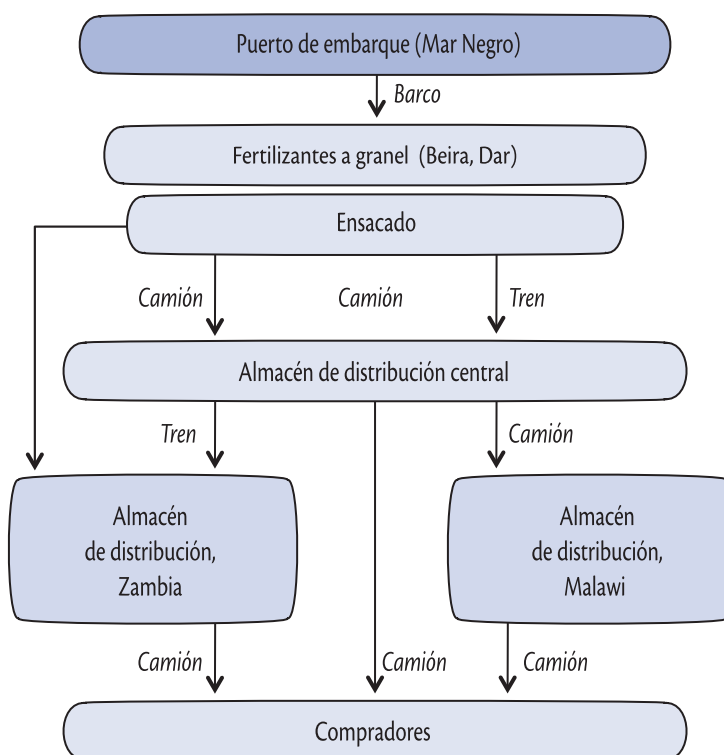 Puerto de embarque (Mar Negro)
Barco
Fertilizantes a granel (Beira, Dar)
Ensacado
Camión
Camión
Tren
Almacén de distribución central
Tren
Camión
Almacén
de distribución,
Zambia
Almacén
de distribución,
Malawi
Camión
Camión
Camión
Compradores